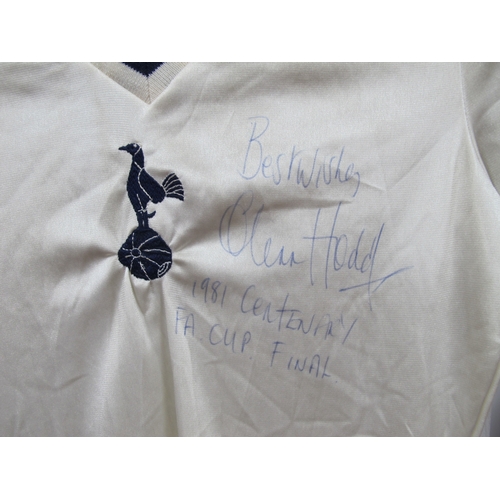 Best wishes
Glenn Hoddle
1981 CENTENARY
FA. CUP. FINAL.